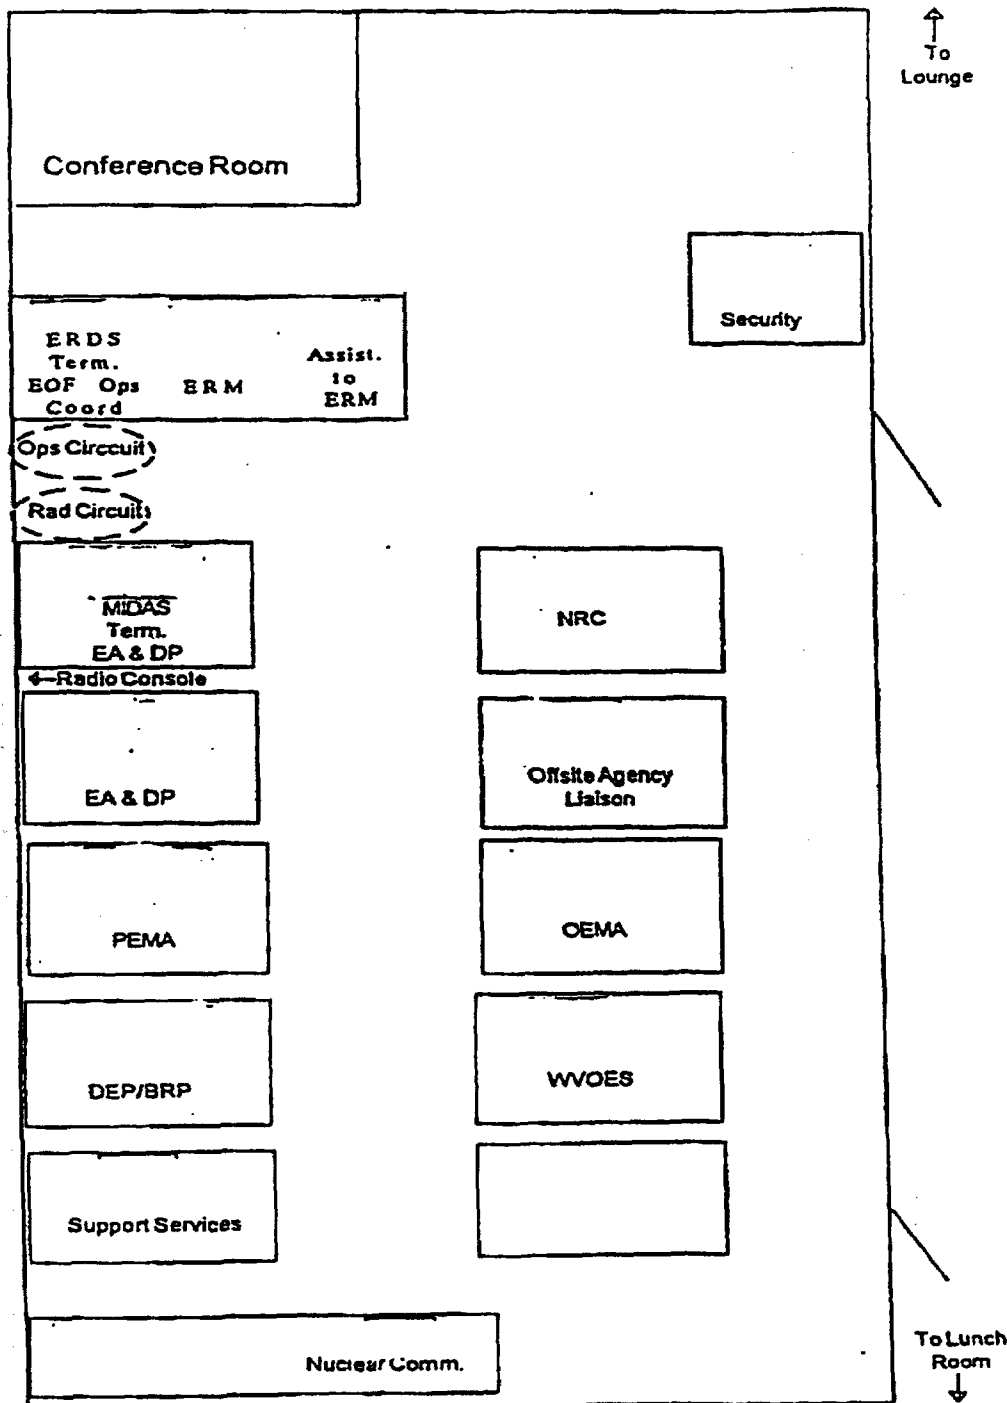 To
Lounge
Conference Room
Security
ERDS
Term.
EOF Ops
Coord
ERM
Assist.
to
ERM
Ops Circcuit
Rad Circuit
MIDAS
Term.
EA & DP
NRC
Radio Console
EA & DP
Offsite Agency
Liaison
PEMA
OEMA
DEP/BRP
WVOES
Support Services
Nuclear Comm.
To Lunch
Room